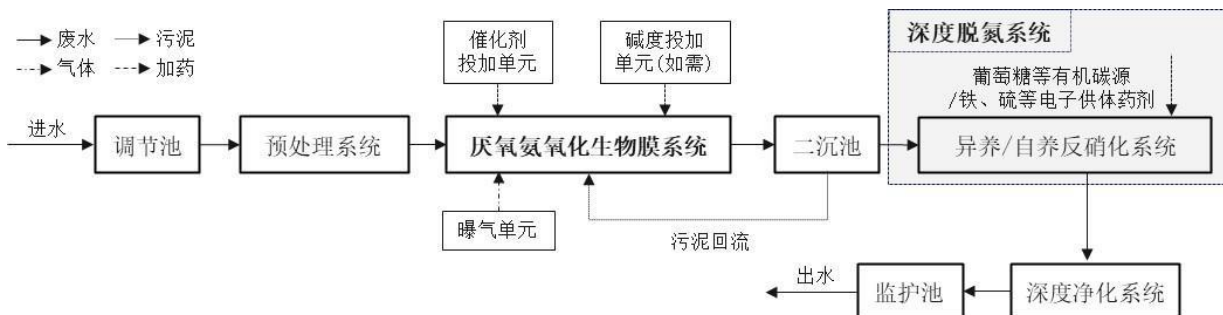 废水
污泥
气体
加药
催化剂
投加单元
碱度投加
单元(如需)
深度脱氮系统
葡萄糖等有机碳源
/铁、硫等电子供体药剂
进水
调节池
预处理系统
厌氧氨氧化生物膜系统
二沉池
异养/自养反硝化系统
曝气单元
污泥回流
出水
监护池
深度净化系统